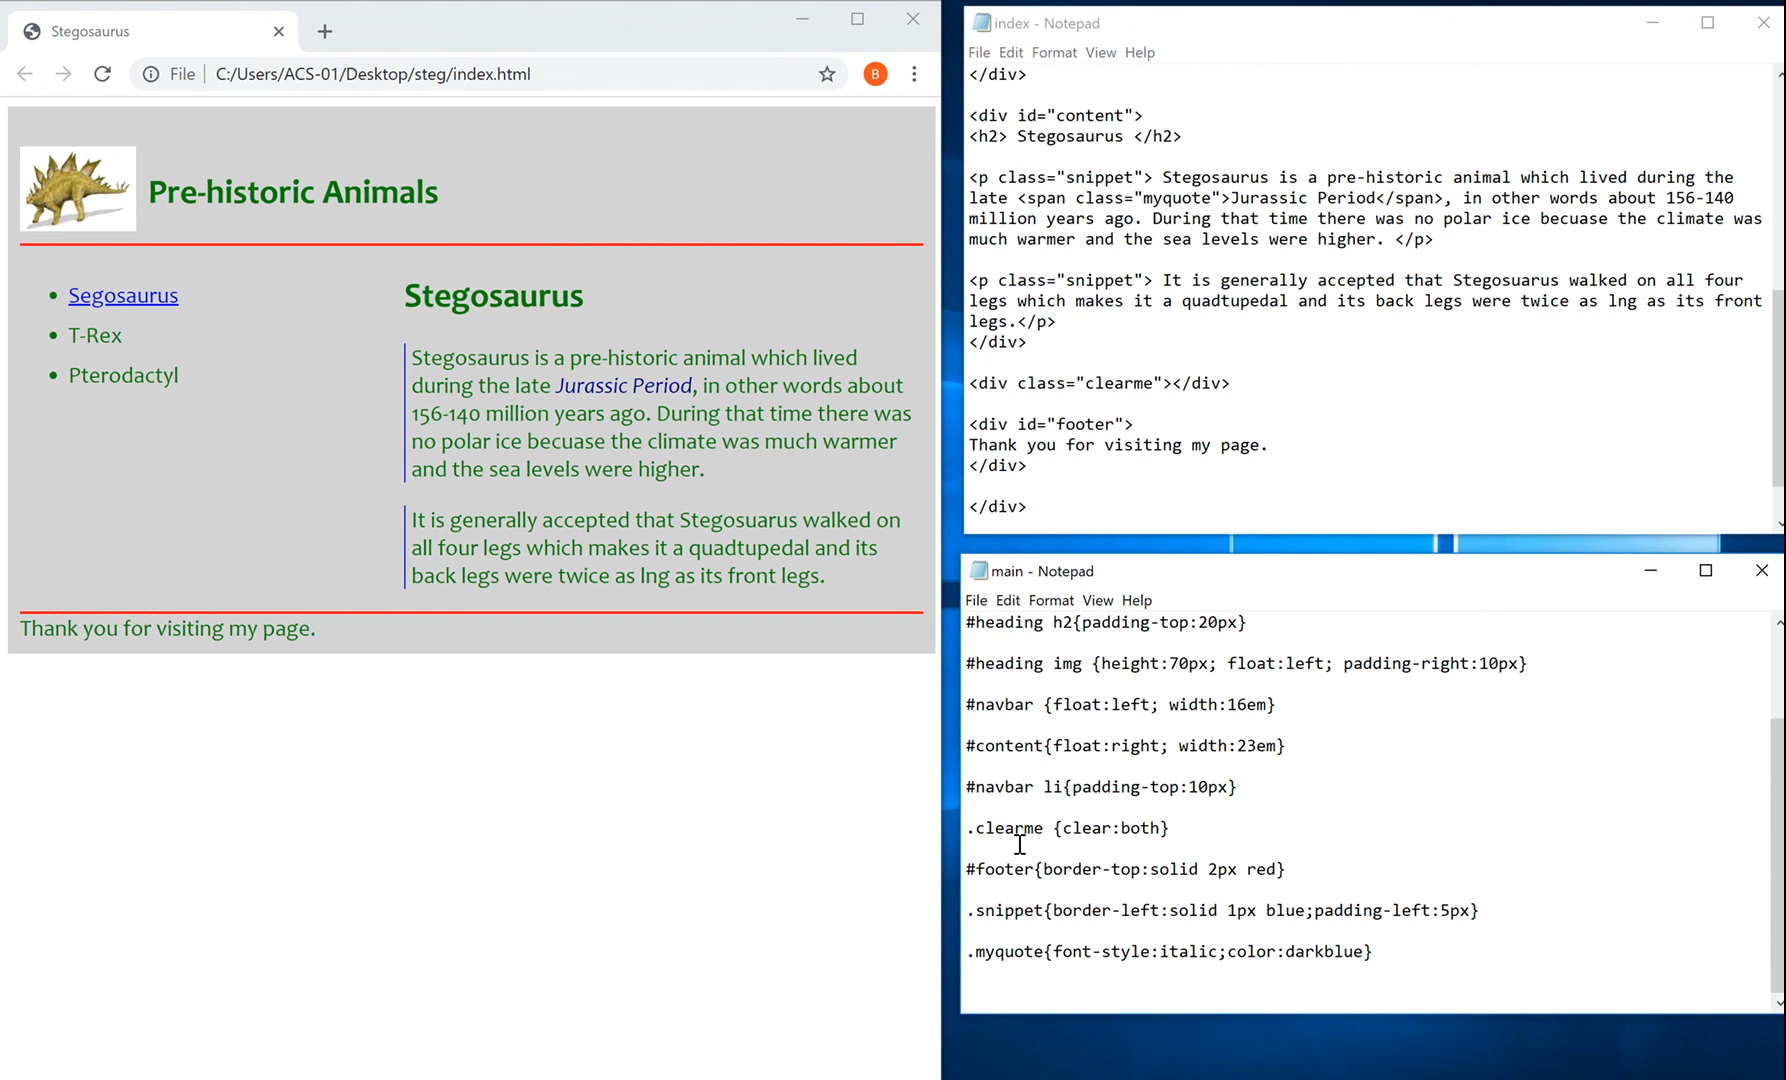 Stegosaurus
File C:/Users/ACS-01/Desktop/steg/index.html
B
Pre-historic Animals
Segosaurus
T-Rex
Pterodactyl
Stegosaurus
Stegosaurus is a pre-historic animal which lived
during the late Jurassic Period, in other words about
156-140 million years ago. During that time there was
no polar ice becuase the climate was much warmer
and the sea levels were higher.
It is generally accepted that Stegosuarus walked on
all four legs which makes it a quadtupedal and its
back legs were twice as lng as its front legs.
Thank you for visiting my page.
index - Notepad
File Edit Format View Help
</div>
<div id="content">
<h2> Stegosaurus </h2>
<p class="snippet"> Stegosaurus is a pre-historic animal which lived during the
late <span class="myquote">Jurassic Period</span>, in other words about 156-140
million years ago. During that time there was no polar ice becuase the climate was
much warmer and the sea levels were higher. </p>
<p class="snippet"> It is generally accepted that Stegosuarus walked on all four
legs which makes it a quadtupedal and its back legs were twice as lng as its front
legs.</p>
</div>
<div class="clearme"></div>
<div id="footer">
Thank you for visiting my page.
</div>
</div>
main - Notepad
File Edit Format View Help
#heading h2{padding-top:20px}
#heading img {height:70px; float:left; padding-right:10px}
#navbar {float:left; width:16em}
#content{float:right; width:23em}
#navbar li{padding-top:10px}
.clearme {clear:both}
#footer{border-top:solid 2px red}
.snippet{border-left:solid 1px blue;padding-left:5px}
.myquote{font-style:italic;color:darkblue}